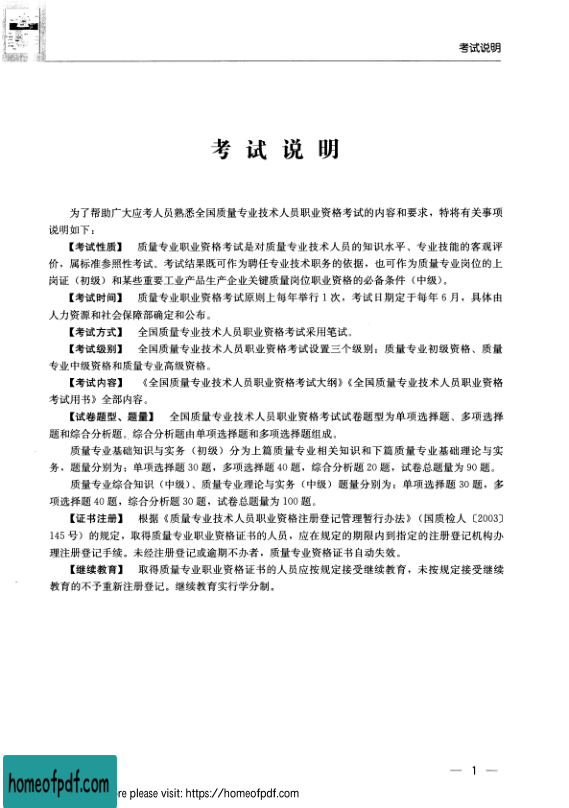 考试说明
考 试 说 明
为了帮助广大应考人员熟悉全国质量专业技术人员职业资格考试的内容和要求，特将有关事项
说明如下：
【考试性质】 质量专业职业资格考试是对质量专业技术人员的知识水平、专业技能的客观评
价，属标准参照性考试。考试结果既可作为聘任专业技术职务的依据，也可作为质量专业岗位的上
岗证（初级）和某些重要工业产品生产企业关键质量岗位职业资格的必备条件（中级）。
【考试时间】 质量专业职业资格考试原则上每年举行 1 次，考试日期定于每年 6 月，具体由
人力资源和社会保障部确定和公布。
【考试方式】 全国质量专业技术人员职业资格考试采用笔试。
【考试级别】 全国质量专业技术人员职业资格考试设置三个级别：质量专业初级资格、质量
专业中级资格和质量专业高级资格。
【考试内容】 《全国质量专业技术人员职业资格考试大纲》《全国质量专业技术人员职业资格
考试用书》全部内容。
【试卷题型、题量】 全国质量专业技术人员职业资格考试试卷题型为单项选择题、多项选择
题和综合分析题。综合分析题由单项选择题和多项选择题组成。
质量专业基础知识与实务（初级）分为上篇质量专业相关知识和下篇质量专业基础理论与实
务，题量分别为：单项选择题 30 题，多项选择题 40 题，综合分析题 20 题，试卷总题量为 90 题。
质量专业综合知识（中级）、质量专业理论与实务（中级）题量分别为：单项选择题 30 题，多
项选择题 40 题，综合分析题 30 题，试卷总题量为 100 题。
【证书注册】 根据《质量专业技术人员职业资格注册登记管理暂行办法》（国质检人〔2003〕
145 号）的规定，取得质量专业职业资格证书的人员，应在规定的期限内到指定的注册登记机构办
理注册登记手续。未经注册登记或逾期不办者，质量专业资格证书自动失效。
【继续教育】 取得质量专业职业资格证书的人员应按规定接受继续教育，未按规定接受继续
教育的不予重新注册登记。继续教育实行学分制。
— 1 —
homeofpdf.com
re please visit: https://homeofpdf.com